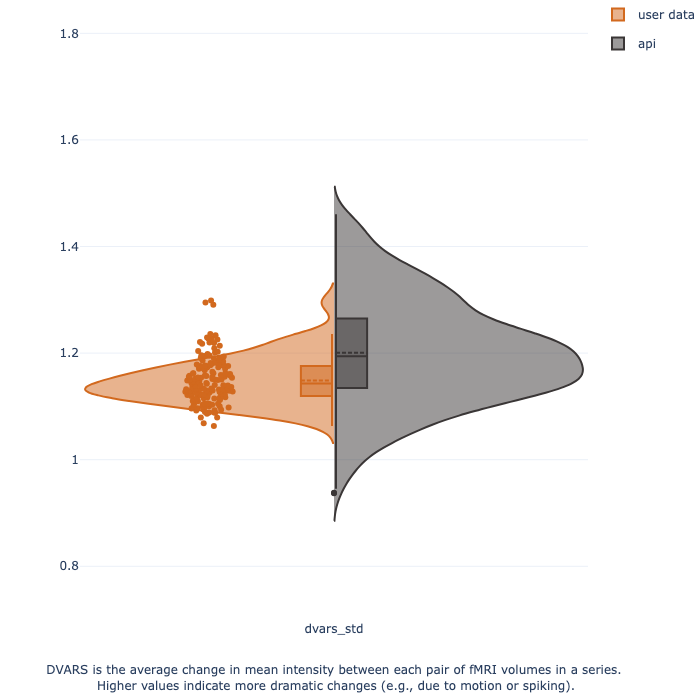 user data
api
1.8
1.6
1.4
1.2
1
0.8
dvars_std
DVARS is the average change in mean intensity between each pair of fMRI volumes in a series.
Higher values indicate more dramatic changes (e.g., due to motion or spiking).